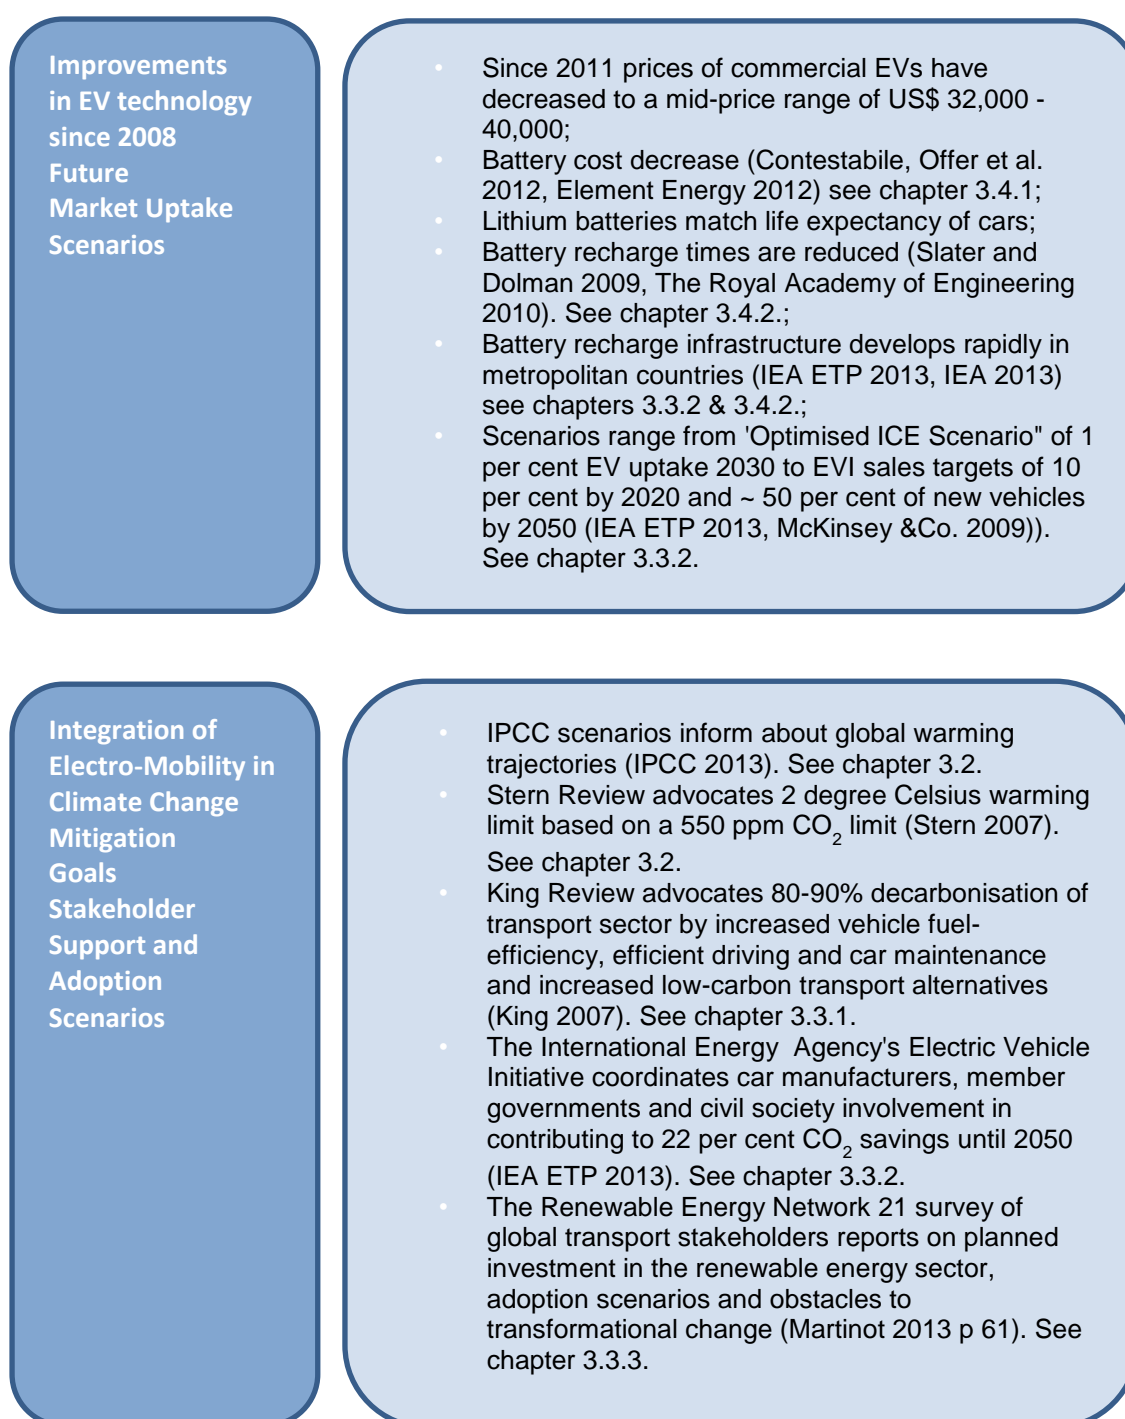 Improvements
in EV technology
since 2008
Future
Market Uptake
Scenarios
• Since 2011 prices of commercial EVs have
decreased to a mid-price range of US$ 32,000 -
40,000;
• Battery cost decrease (Contestabile, Offer et al.
2012, Element Energy 2012) see chapter 3.4.1;
• Lithium batteries match life expectancy of cars;
• Battery recharge times are reduced (Slater and
Dolman 2009, The Royal Academy of Engineering
2010). See chapter 3.4.2.;
• Battery recharge infrastructure develops rapidly in
metropolitan countries (IEA ETP 2013, IEA 2013)
see chapters 3.3.2 & 3.4.2.;
• Scenarios range from 'Optimised ICE Scenario" of 1
per cent EV uptake 2030 to EVI sales targets of 10
per cent by 2020 and ~ 50 per cent of new vehicles
by 2050 (IEA ETP 2013, McKinsey &Co. 2009)).
See chapter 3.3.2.
Integration of
Electro-Mobility in
Climate Change
Mitigation
Goals
Stakeholder
Support and
Adoption
Scenarios
• IPCC scenarios inform about global warming
trajectories (IPCC 2013). See chapter 3.2.
• Stern Review advocates 2 degree Celsius warming
limit based on a 550 ppm CO₂ limit (Stern 2007).
See chapter 3.2.
• King Review advocates 80-90% decarbonisation of
transport sector by increased vehicle fuel-
efficiency, efficient driving and car maintenance
and increased low-carbon transport alternatives
(King 2007). See chapter 3.3.1.
• The International Energy  Agency's Electric Vehicle
Initiative coordinates car manufacturers, member
governments and civil society involvement in
contributing to 22 per cent CO₂ savings until 2050
(IEA ETP 2013). See chapter 3.3.2.
• The Renewable Energy Network 21 survey of
global transport stakeholders reports on planned
investment in the renewable energy sector,
adoption scenarios and obstacles to
transformational change (Martinot 2013 p 61). See
chapter 3.3.3.